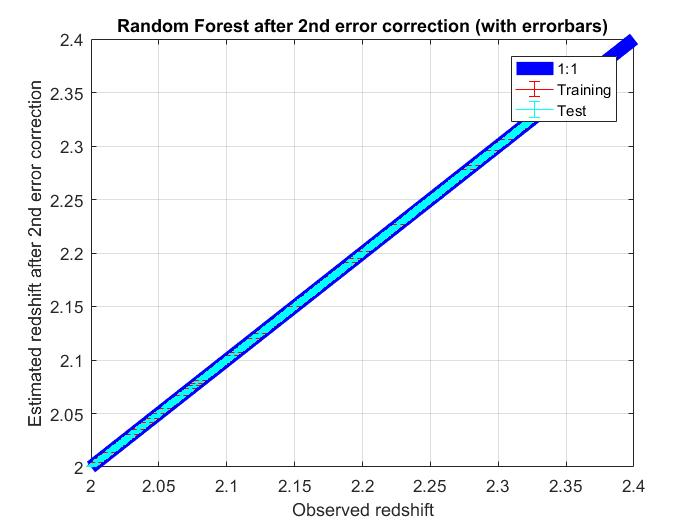 Random Forest after 2nd error correction (with errorbars)
2.4
2.35
2.3
2.25
2.2
2.15
2.1
2.05
2
Estimated redshift after 2nd error correction
1:1
Training
Test
2 2.05 2.1 2.15 2.2 2.25 2.3 2.35 2.4
Observed redshift